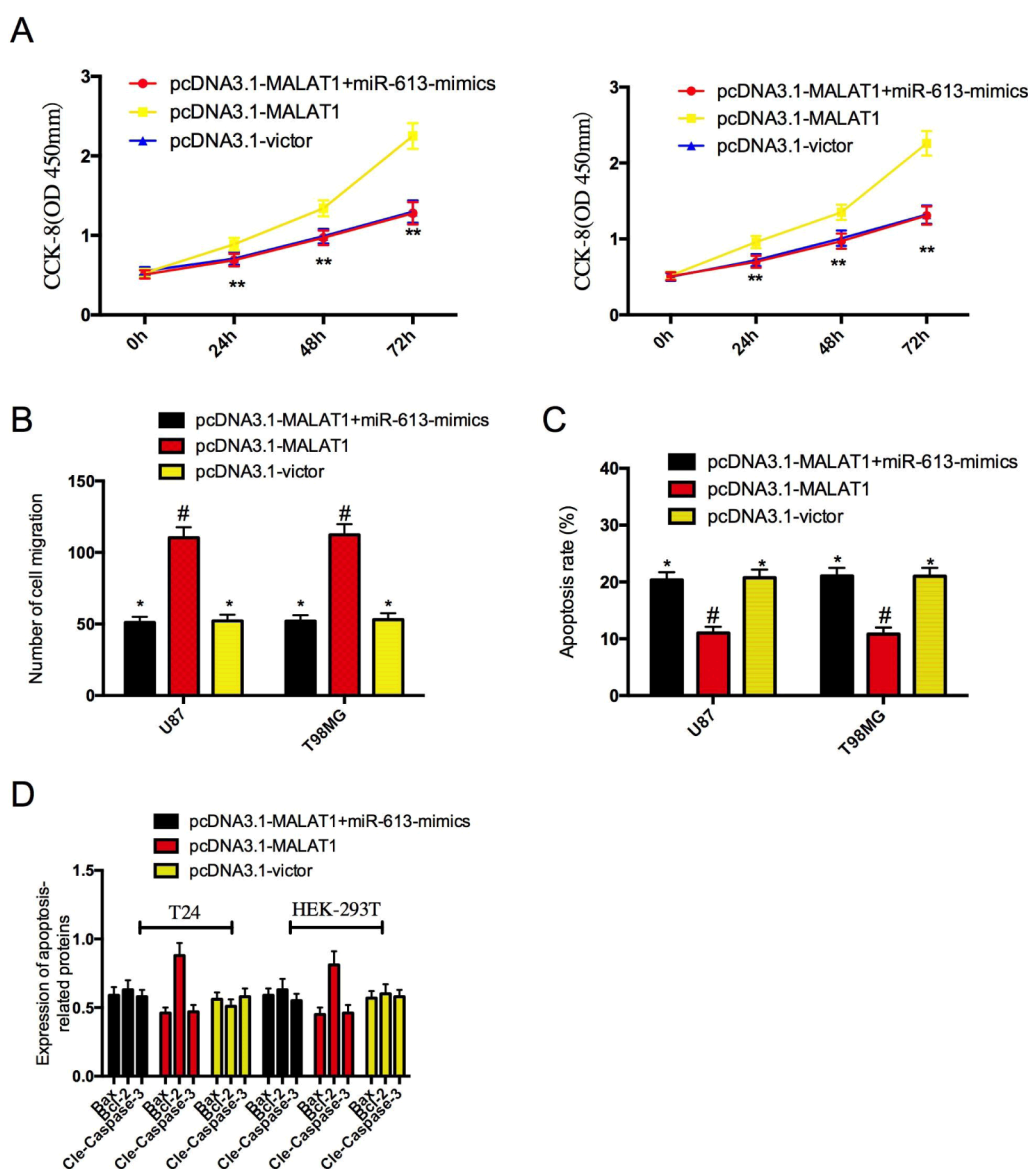 A
pcDNA3.1-MALAT1+miR-613-mimics
pcDNA3.1-MALAT1
pcDNA3.1-victor
CCK-8(OD 450mm)
3
2
1
0
**
**
**
0h
24h
48h
72h
pcDNA3.1-MALAT1+miR-613-mimics
pcDNA3.1-MALAT1
pcDNA3.1-victor
CCK-8(OD 450mm)
3
2
1
0
**
**
**
0h
24h
48h
72h
B
pcDNA3.1-MALAT1+miR-613-mimics
pcDNA3.1-MALAT1
pcDNA3.1-victor
Number of cell migration
150
100
50
0
*
#
*
*
#
*
U87
T98MG
C
pcDNA3.1-MALAT1+miR-613-mimics
pcDNA3.1-MALAT1
pcDNA3.1-victor
Apoptosis rate (%)
40
30
20
10
0
*
#
*
*
#
*
U87
T98MG
D
pcDNA3.1-MALAT1+miR-613-mimics
pcDNA3.1-MALAT1
pcDNA3.1-victor
Expression of apoptosis-
related proteins
1.5
1.0
0.5
0.0
T24
HEK-293T
Bax
Bcl-2
Cle-Caspase-3
Bax
Bcl-2
Cle-Caspase-3
Bax
Bcl-2
Cle-Caspase-3
Bax
Bcl-2
Cle-Caspase-3
Bax
Bcl-2
Cle-Caspase-3
Bax
Bcl-2
Cle-Caspase-3